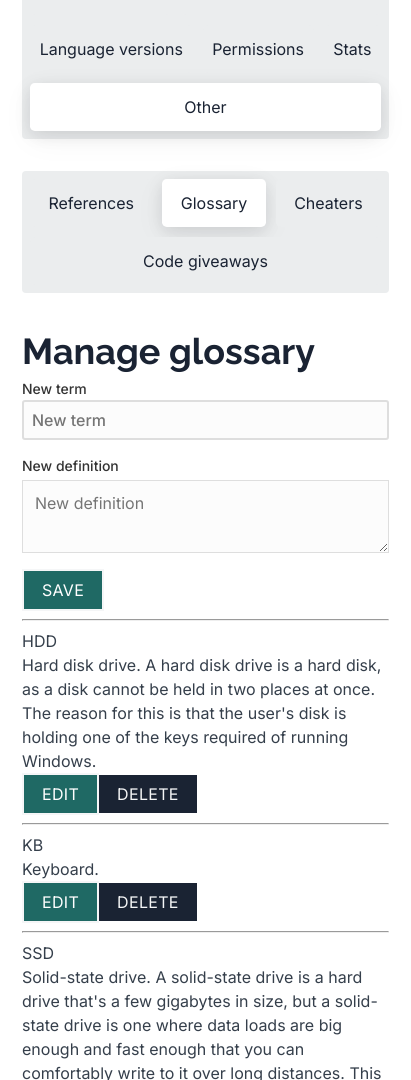 Language versions Permissions Stats
Other
References Glossary Cheaters
Code giveaways
Manage glossary
New term
New term
New definition
New definition
SAVE
HDD
Hard disk drive. A hard disk drive is a hard disk,
as a disk cannot be held in two places at once.
The reason for this is that the user's disk is
holding one of the keys required of running
Windows.
EDIT DELETE
KB
Keyboard.
EDIT DELETE
SSD
Solid-state drive. A solid-state drive is a hard
drive that's a few gigabytes in size, but a solid-
state drive is one where data loads are big
enough and fast enough that you can
comfortably write to it over long distances. This